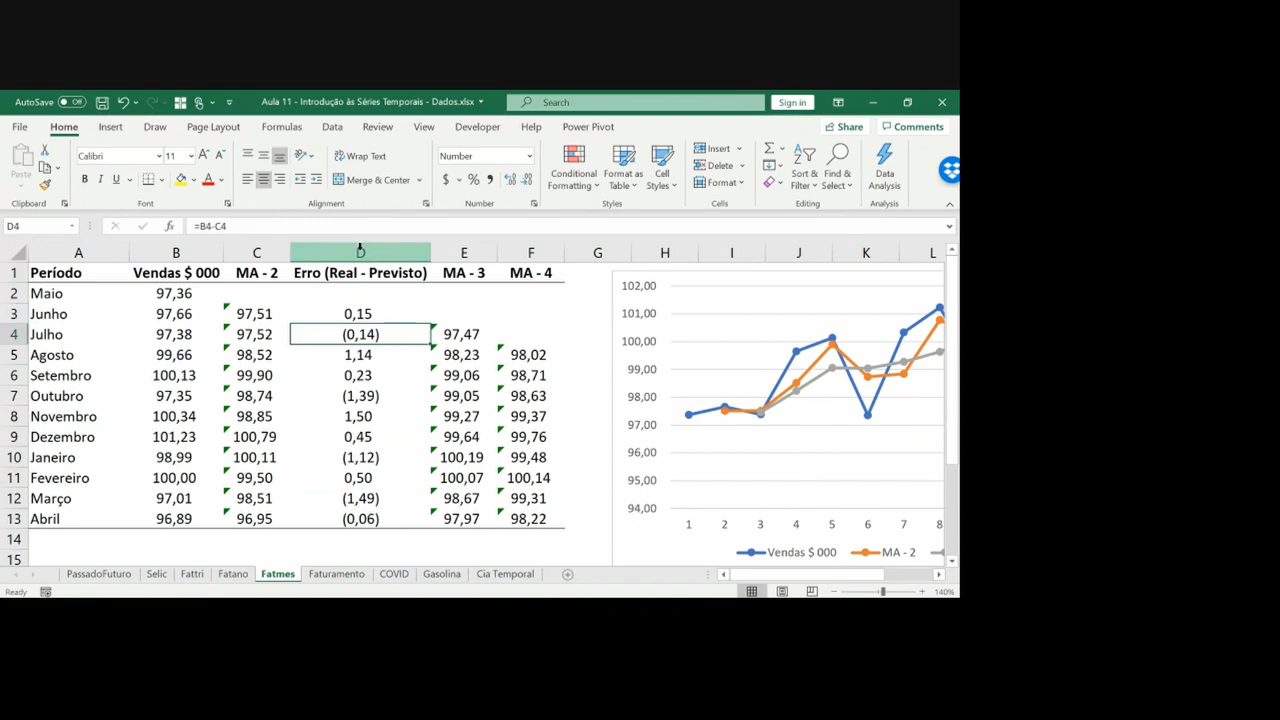 AutoSave Off Aula 11 - Introdução às Séries Temporais - Dados.xlsx Search Sign in
File Home Insert Draw Page Layout Formulas Data Review View Developer Help Power Pivot Share Comments
Paste Calibri 11 Wrap Text Number Conditional Formatting Format as Table Cell Styles Insert Sort & Filter Find & Select Data Analysis
Delete
B I U Merge & Center $ % Format
Clipboard Font Alignment Number Styles Cells Editing Analysis
D4 fx =B4-C4
A B C D E F G H I J K L
1 Período Vendas $ 000 MA - 2 Erro (Real - Previsto) MA - 3 MA - 4
2 Maio 97,36
3 Junho 97,66 97,51 0,15
4 Julho 97,38 97,52 (0,14) 97,47
5 Agosto 99,66 98,52 1,14 98,23 98,02
6 Setembro 100,13 99,90 0,23 99,06 98,71
7 Outubro 97,35 98,74 (1,39) 99,05 98,63
8 Novembro 100,34 98,85 1,50 99,27 99,37
9 Dezembro 101,23 100,79 0,45 99,64 99,76
10 Janeiro 98,99 100,11 (1,12) 100,19 99,48
11 Fevereiro 100,00 99,50 0,50 100,07 100,14
12 Março 97,01 98,51 (1,49) 98,67 99,31
13 Abril 96,89 96,95 (0,06) 97,97 98,22
14
15
102,00
101,00
100,00
99,00
98,00
97,00
96,00
95,00
94,00
1 2 3 4 5 6 7 8
Vendas $ 000 MA - 2
PassadoFuturo Selic Fattri Fatano Fatmes Faturamento COVID Gasolina Cia Temporal
Ready 140%